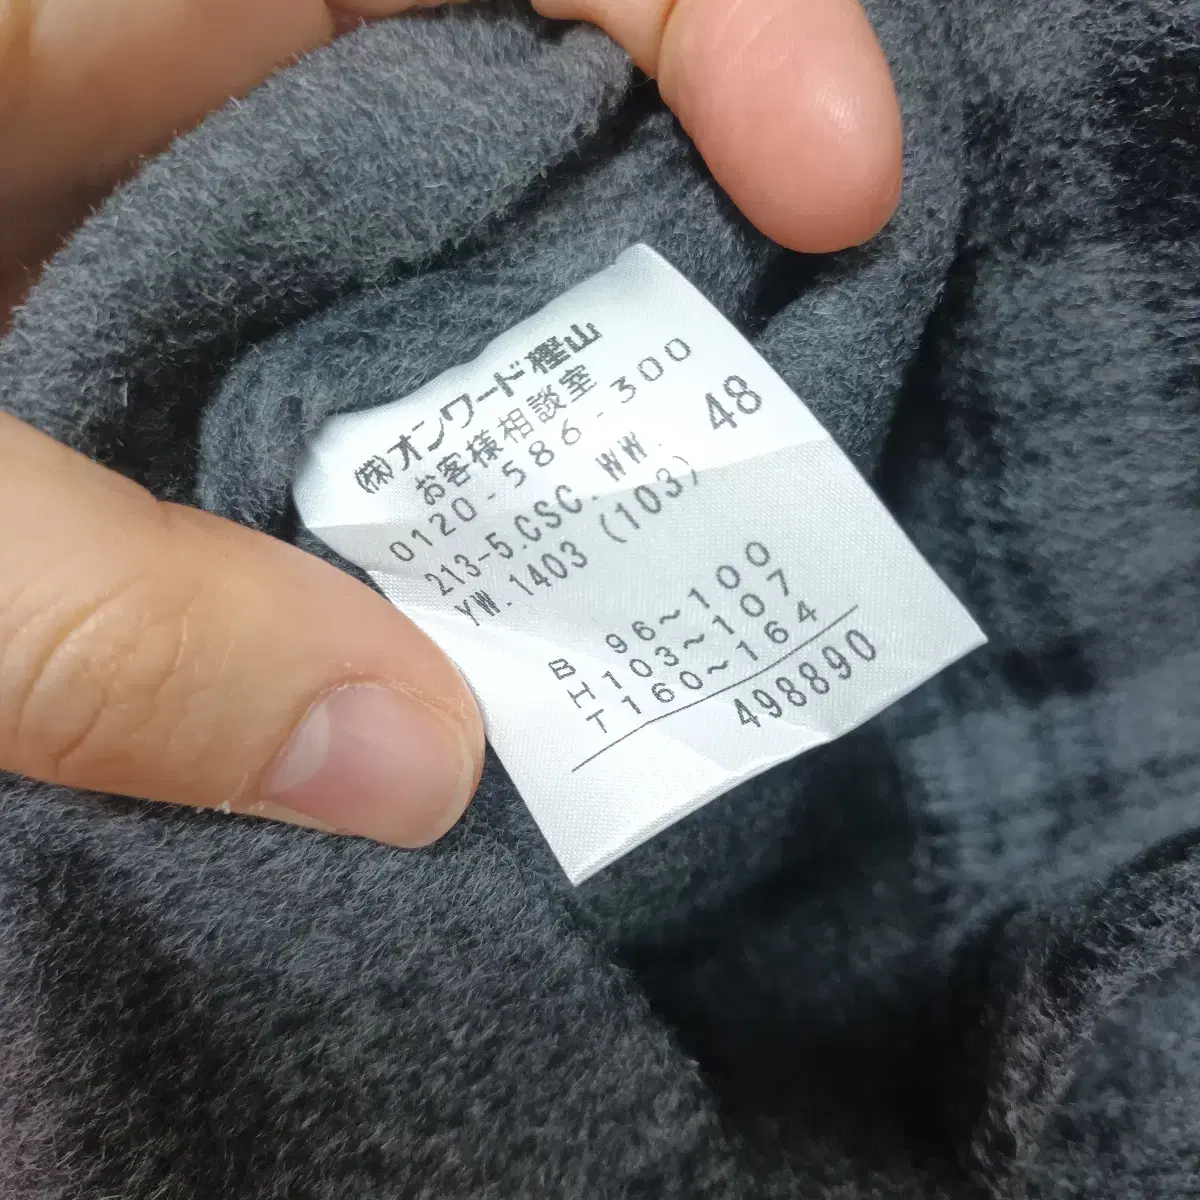 ㈱オンワード樫山
お客様相談室
0120-586-300
213-5.CSC.WW. 48
YW.1403 (103)
B 96~100
H103~107
T160~164
498890